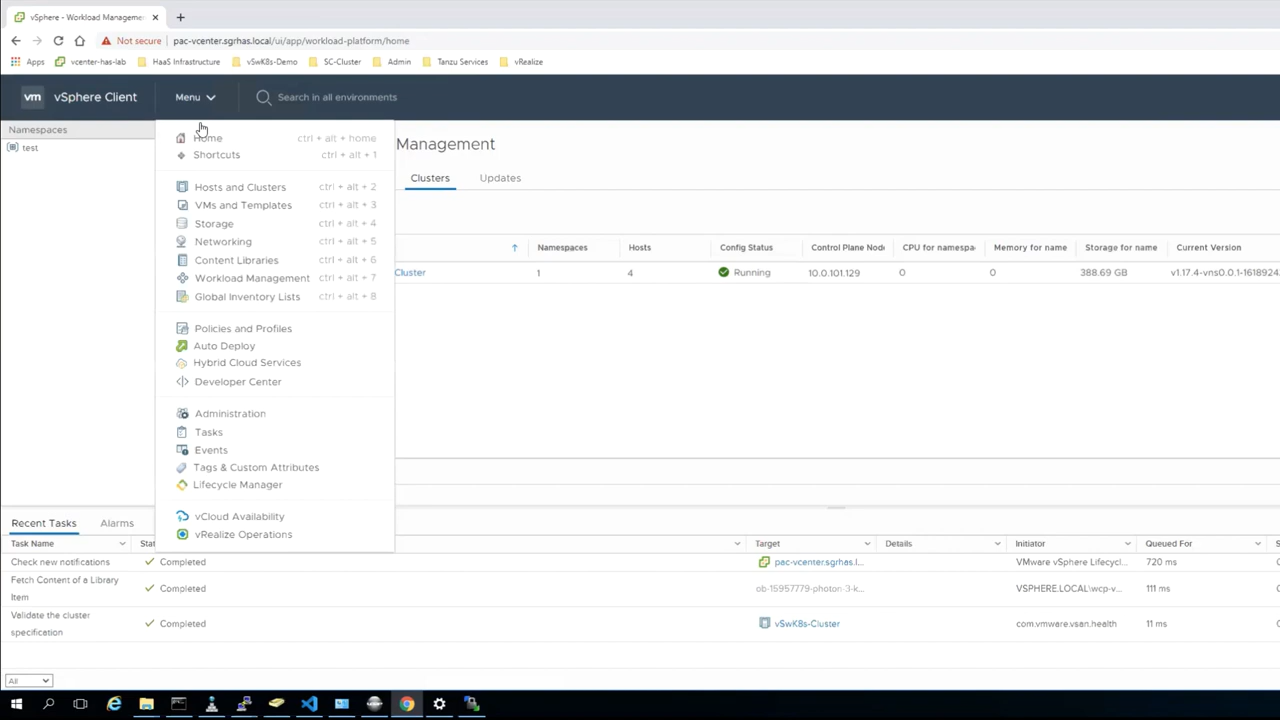 vSphere - Workload Manageme
Not secure pac-vcenter.sgrhas.local/ui/app/workload-platform/home
Apps vcenter-has-lab HaaS Infrastructure vSwK8s-Demo SC-Cluster Admin Tanzu Services vRealize
vm vSphere Client Menu Search in all environments
Namespaces
test
Home ctrl + alt + home
Shortcuts ctrl + alt + 1
Hosts and Clusters ctrl + alt + 2
VMs and Templates ctrl + alt + 3
Storage ctrl + alt + 4
Networking ctrl + alt + 5
Content Libraries ctrl + alt + 6
Workload Management ctrl + alt + 7
Global Inventory Lists ctrl + alt + 8
Policies and Profiles
Auto Deploy
Hybrid Cloud Services
Developer Center
Administration
Tasks
Events
Tags & Custom Attributes
Lifecycle Manager
vCloud Availability
vRealize Operations
Management
Clusters Updates
Namespaces Hosts Config Status Control Plane Node CPU for namespa Memory for name Storage for name Current Version
Cluster 1 4 Running 10.0.101.129 0 0 388.69 GB v1.17.4-vns0.0.1-1618924
Recent Tasks Alarms
Task Name Stat Target Details Initiator Queued For S
Check new notifications Completed pac-vcenter.sgrhas.l... VMware vSphere Lifecycl... 720 ms
Fetch Content of a Library
Item Completed ob-15957779-photon-3-k... VSPHERE.LOCAL\wcp-v... 111 ms
Validate the cluster
specification Completed vSwK8s-Cluster com.vmware.vsan.health 11 ms
All